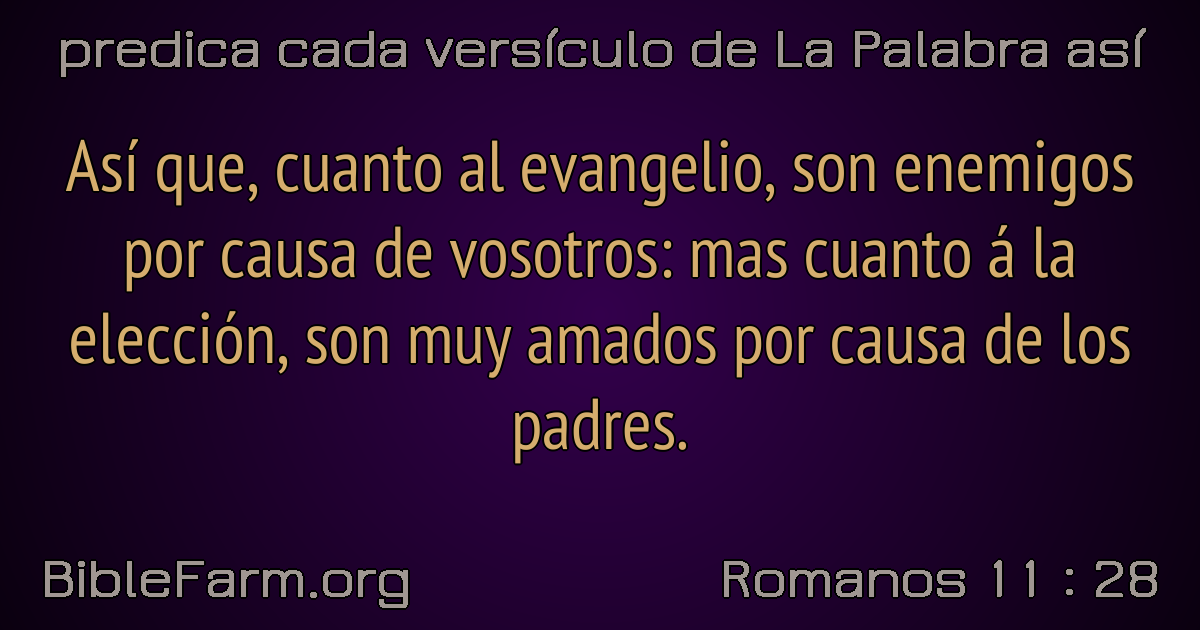 predica cada versículo de La Palabra así
Así que, cuanto al evangelio, son enemigos
por causa de vosotros: mas cuanto á la
elección, son muy amados por causa de los
padres.
BibleFarm.org
Romanos 11 : 28